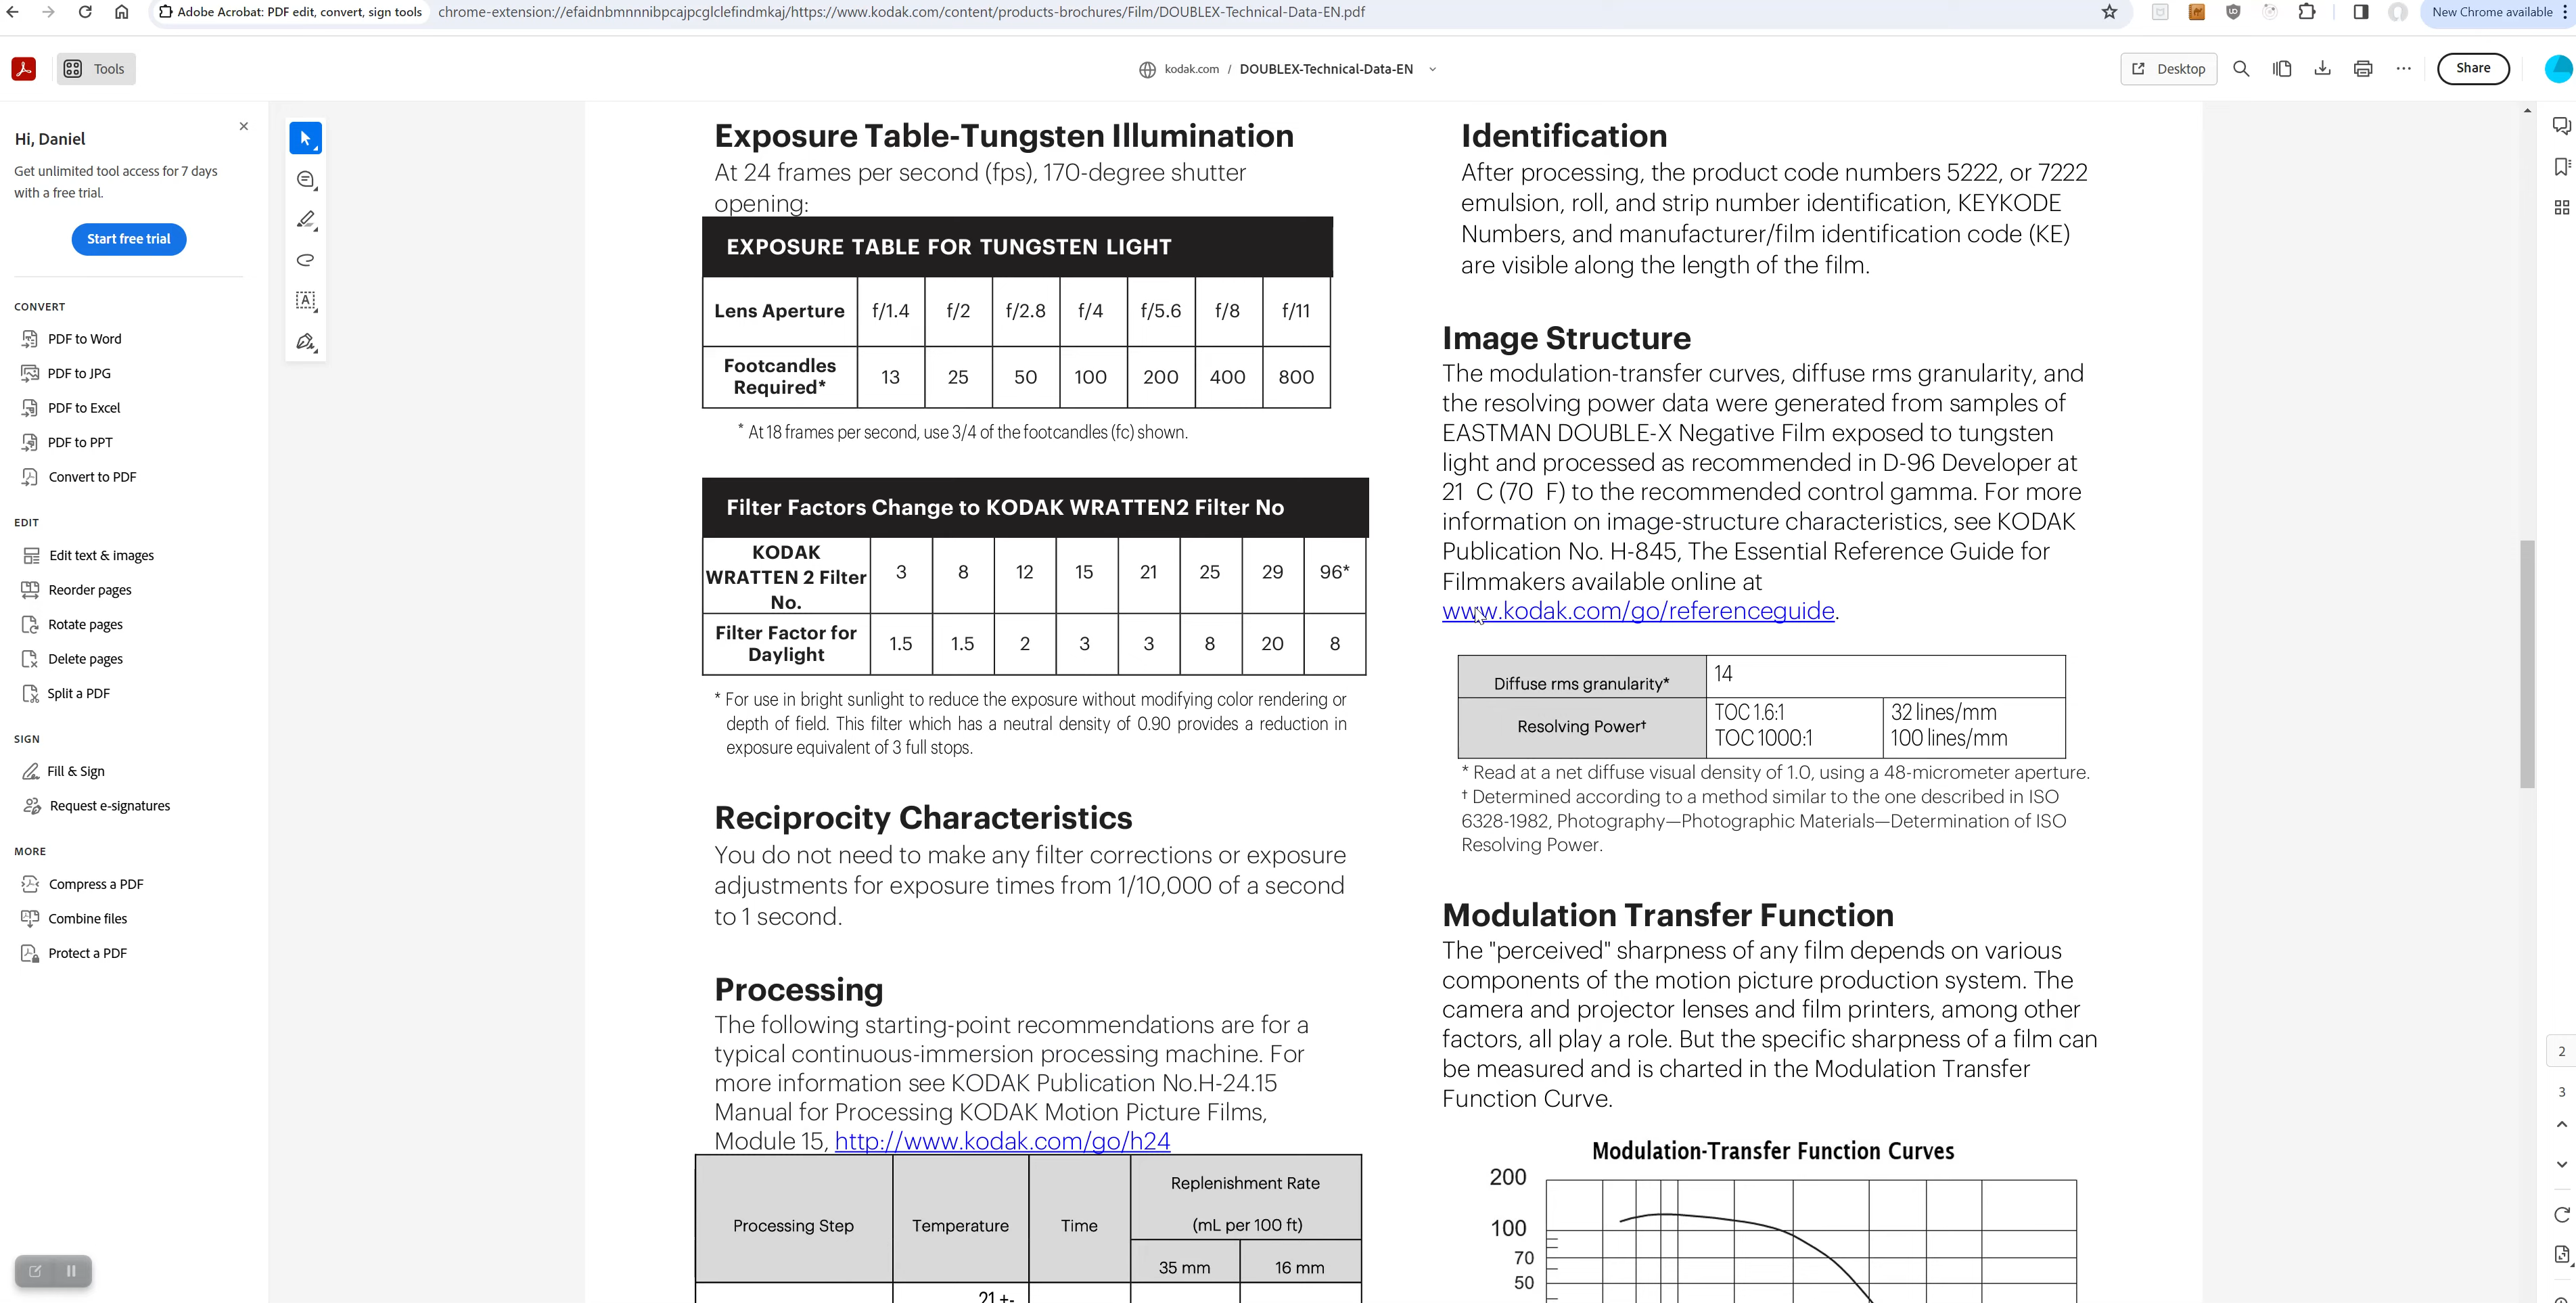 Adobe Acrobat: PDF edit, convert, sign tools
chrome-extension://efaidnbmnnnibpcajpcglclefindmkaj/https://www.kodak.com/content/products-brochures/Film/DOUBLEX-Technical-Data-EN.pdf
New Chrome available
Tools
kodak.com / DOUBLEX-Technical-Data-EN
Desktop
Share
Hi, Daniel
Get unlimited tool access for 7 days
with a free trial.
Start free trial
CONVERT
PDF to Word
PDF to JPG
PDF to Excel
PDF to PPT
Convert to PDF
EDIT
Edit text & images
Reorder pages
Rotate pages
Delete pages
Split a PDF
SIGN
Fill & Sign
Request e-signatures
MORE
Compress a PDF
Combine files
Protect a PDF
Exposure Table-Tungsten Illumination
At 24 frames per second (fps), 170-degree shutter
opening:
EXPOSURE TABLE FOR TUNGSTEN LIGHT
Lens Aperture f/1.4 f/2 f/2.8 f/4 f/5.6 f/8 f/11
Footcandles
Required* 13 25 50 100 200 400 800
* At 18 frames per second, use 3/4 of the footcandles (fc) shown.
Filter Factors Change to KODAK WRATTEN2 Filter No
KODAK
WRATTEN 2 Filter
No. 3 8 12 15 21 25 29 96*
Filter Factor for
Daylight 1.5 1.5 2 3 3 8 20 8
* For use in bright sunlight to reduce the exposure without modifying color rendering or
depth of field. This filter which has a neutral density of 0.90 provides a reduction in
exposure equivalent of 3 full stops.
Reciprocity Characteristics
You do not need to make any filter corrections or exposure
adjustments for exposure times from 1/10,000 of a second
to 1 second.
Processing
The following starting-point recommendations are for a
typical continuous-immersion processing machine. For
more information see KODAK Publication No.H-24.15
Manual for Processing KODAK Motion Picture Films,
Module 15, http://www.kodak.com/go/h24
Processing Step Temperature Time Replenishment Rate
(mL per 100 ft)
35 mm 16 mm
21 +-
Identification
After processing, the product code numbers 5222, or 7222
emulsion, roll, and strip number identification, KEYKODE
Numbers, and manufacturer/film identification code (KE)
are visible along the length of the film.
Image Structure
The modulation-transfer curves, diffuse rms granularity, and
the resolving power data were generated from samples of
EASTMAN DOUBLE-X Negative Film exposed to tungsten
light and processed as recommended in D-96 Developer at
21 C (70 F) to the recommended control gamma. For more
information on image-structure characteristics, see KODAK
Publication No. H-845, The Essential Reference Guide for
Filmmakers available online at
www.kodak.com/go/referenceguide.
Diffuse rms granularity* 14
Resolving Power† TOC 1.6:1 32 lines/mm
TOC 1000:1 100 lines/mm
* Read at a net diffuse visual density of 1.0, using a 48-micrometer aperture.
† Determined according to a method similar to the one described in ISO
6328-1982, Photography—Photographic Materials—Determination of ISO
Resolving Power.
Modulation Transfer Function
The "perceived" sharpness of any film depends on various
components of the motion picture production system. The
camera and projector lenses and film printers, among other
factors, all play a role. But the specific sharpness of a film can
be measured and is charted in the Modulation Transfer
Function Curve.
Modulation-Transfer Function Curves
200
100
70
50
2
3